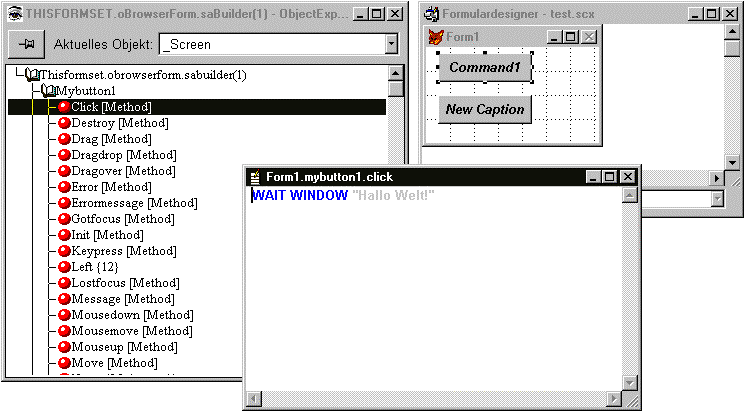 THISFORMSET.oBrowserForm.saBuilder(1) - ObjectExp...
Aktuelles Objekt: _Screen
Thisformset.obrowserform.sabuilder(1)
Mybutton1
Click [Method]
Destroy [Method]
Drag [Method]
Dragdrop [Method]
Dragover [Method]
Error [Method]
Errormessage [Method]
Gotfocus [Method]
Init [Method]
Keypress [Method]
Left {12}
Lostfocus [Method]
Message [Method]
Mousedown [Method]
Mousemove [Method]
Mouseup [Method]
Move [Method]
Formulardesigner - test.scx
Form1
Command1
New Caption
Form1.mybutton1.click
WAIT WINDOW "Hallo Welt!"